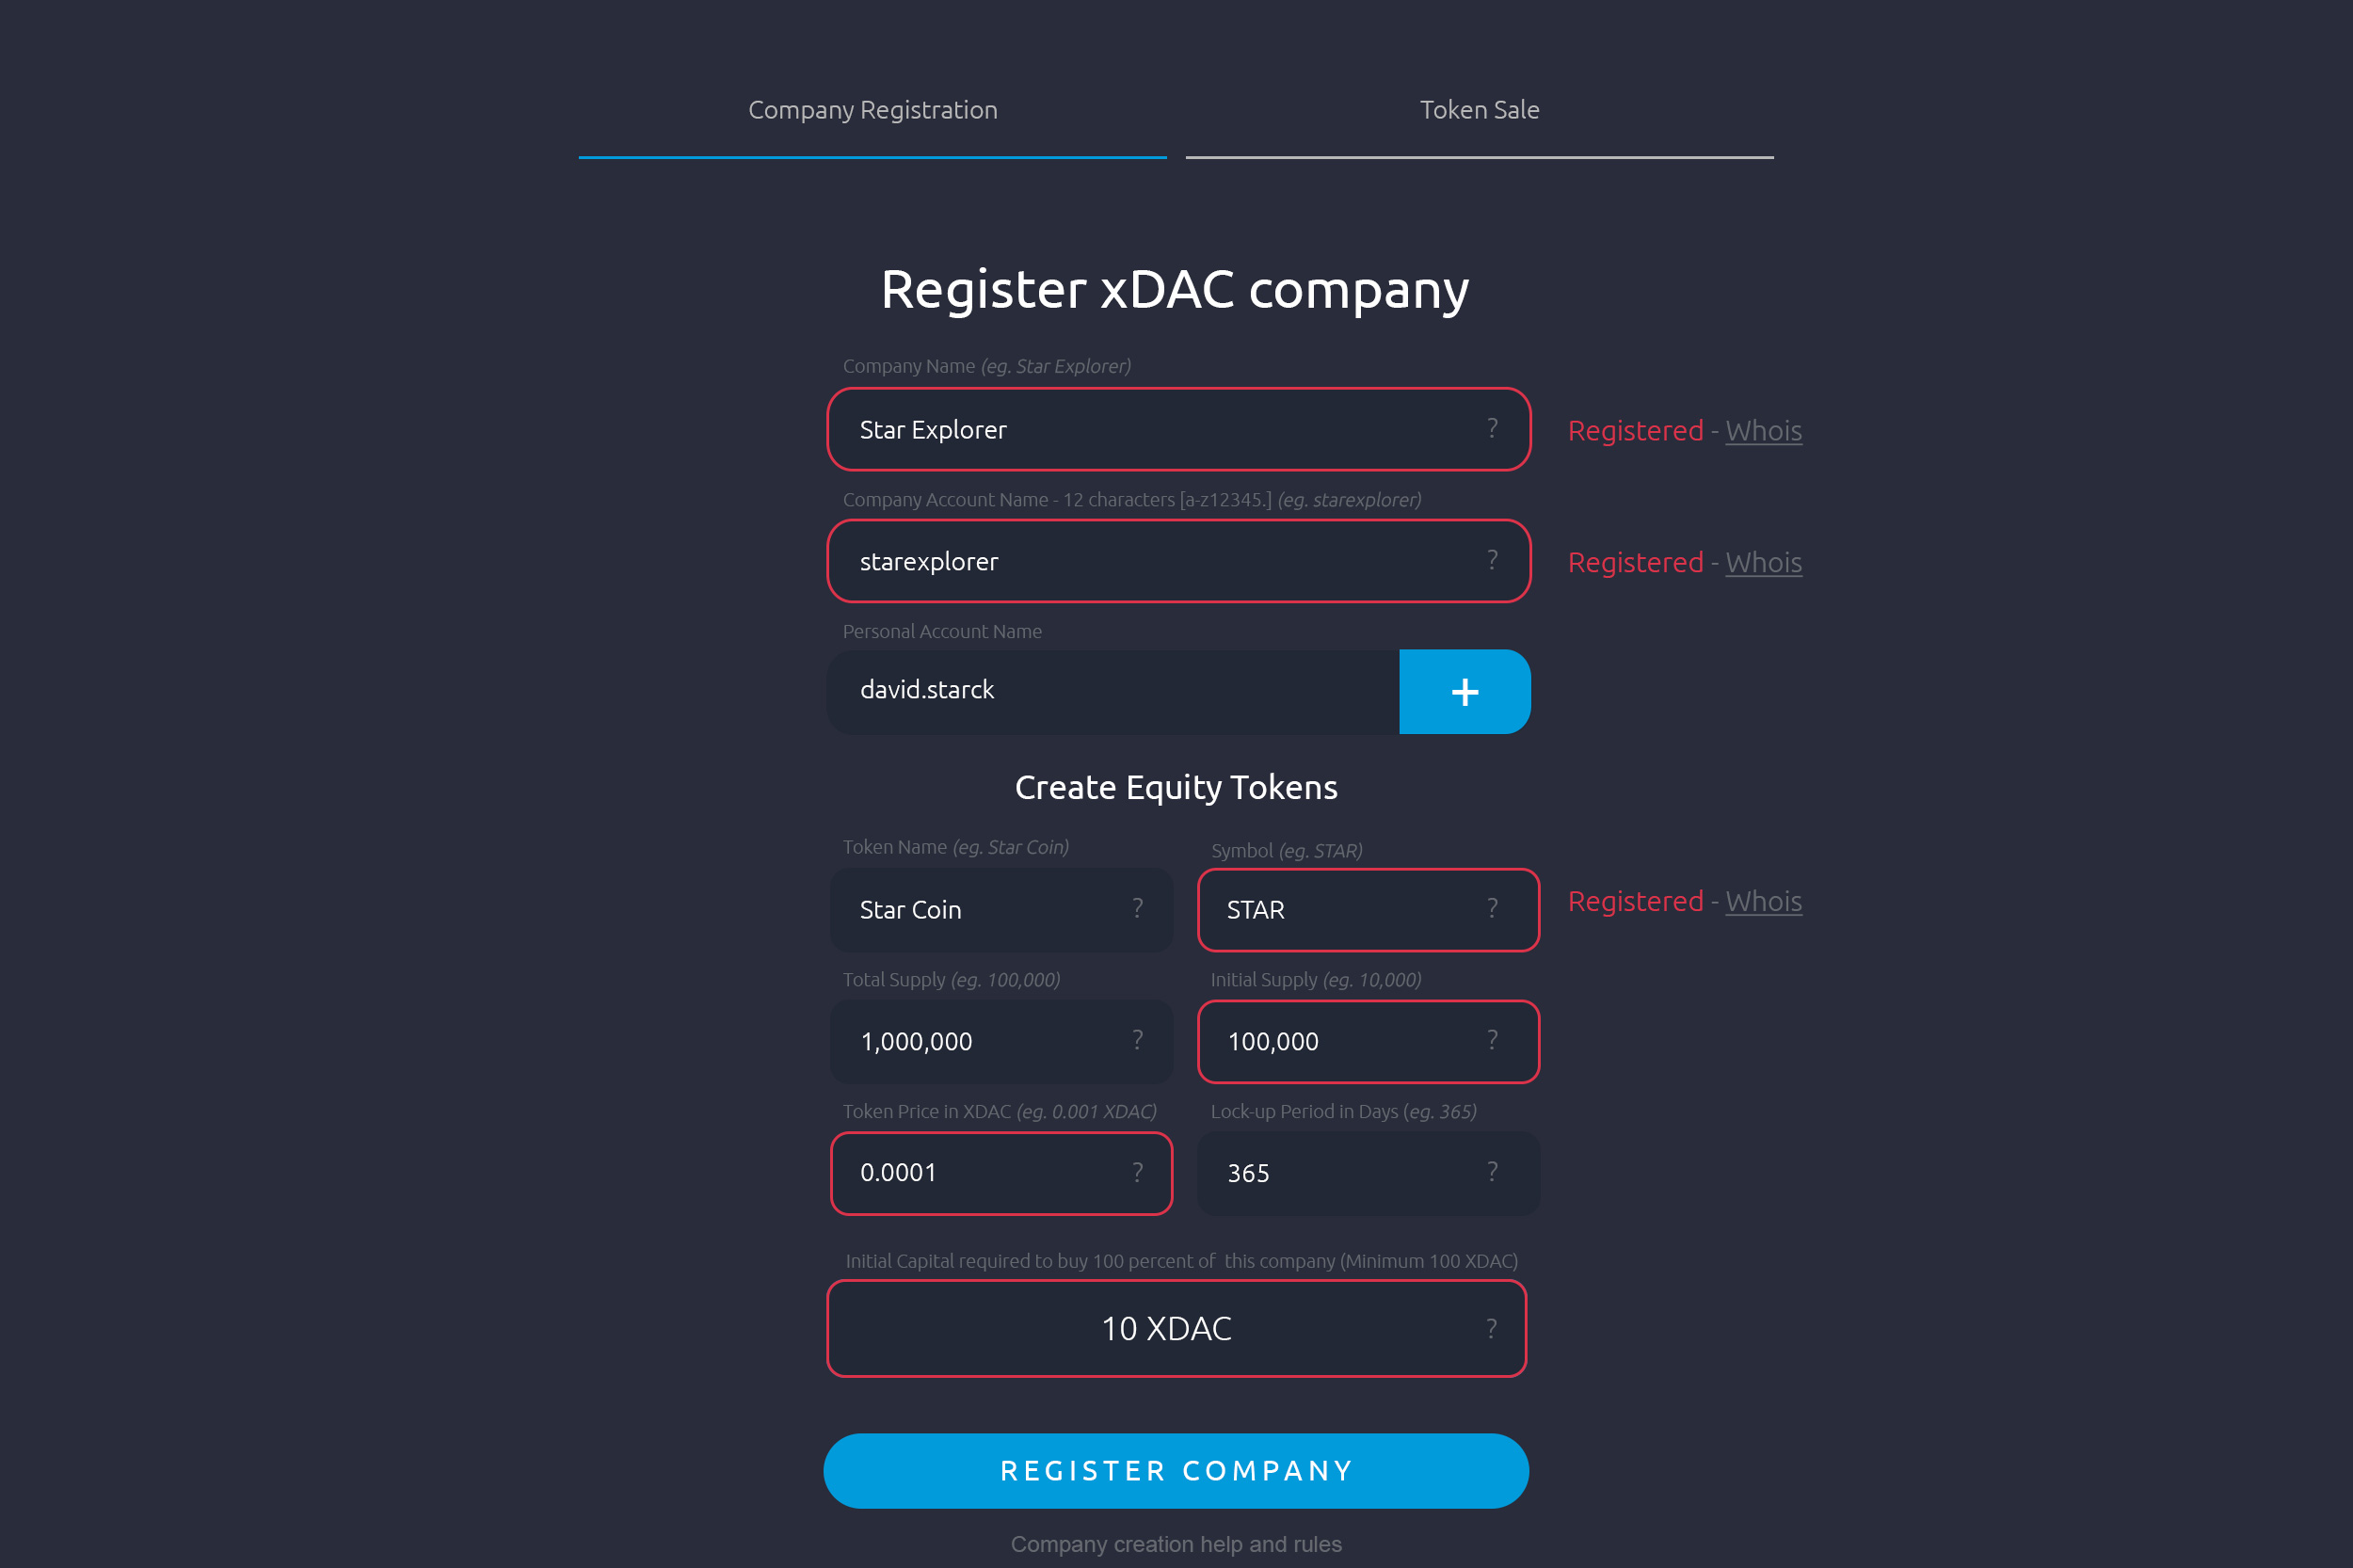 Company Registration
Token Sale
Register xDAC company
Company Name (eg. Star Explorer)
Star Explorer ?
Registered - Whois
Company Account Name - 12 characters [a-z12345.] (eg. starexplorer)
starexplorer ?
Registered - Whois
Personal Account Name
david.starck +
Create Equity Tokens
Token Name (eg. Star Coin)
Symbol (eg. STAR)
Star Coin ?
STAR ?
Registered - Whois
Total Supply (eg. 100,000)
Initial Supply (eg. 10,000)
1,000,000 ?
100,000 ?
Token Price in XDAC (eg. 0.001 XDAC)
Lock-up Period in Days (eg. 365)
0.0001 ?
365 ?
Initial Capital required to buy 100 percent of  this company (Minimum 100 XDAC)
10 XDAC ?
REGISTER COMPANY
Company creation help and rules